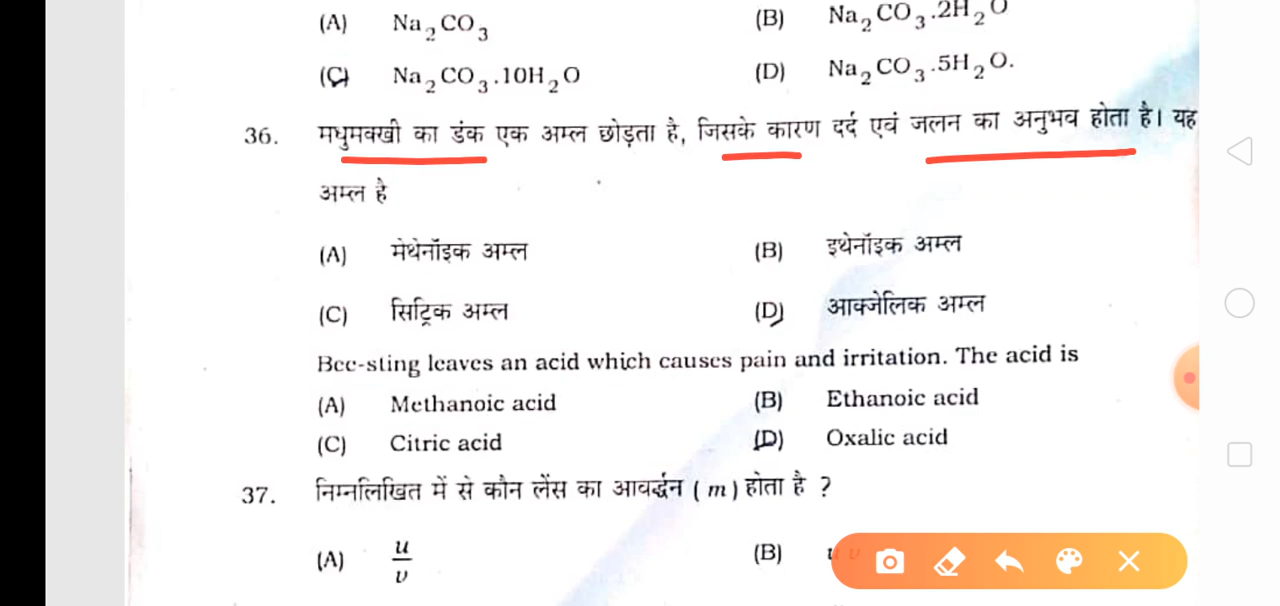 (A) Na2CO3 (B) Na2CO3.2H2O
(C) Na2CO3.10H2O (D) Na2CO3.5H2O.
36. मधुमक्खी का डंक एक अम्ल छोड़ता है, जिसके कारण दर्द एवं जलन का अनुभव होता है। यह
अम्ल है
(A) मेथेनॉइक अम्ल (B) इथेनॉइक अम्ल
(C) सिट्रिक अम्ल (D) आक्जेलिक अम्ल
Bee-sting leaves an acid which causes pain and irritation. The acid is
(A) Methanoic acid (B) Ethanoic acid
(C) Citric acid (D) Oxalic acid
37. निम्नलिखित में से कौन लेंस का आवर्द्धन ( m ) होता है ?
(A) u/v (B)